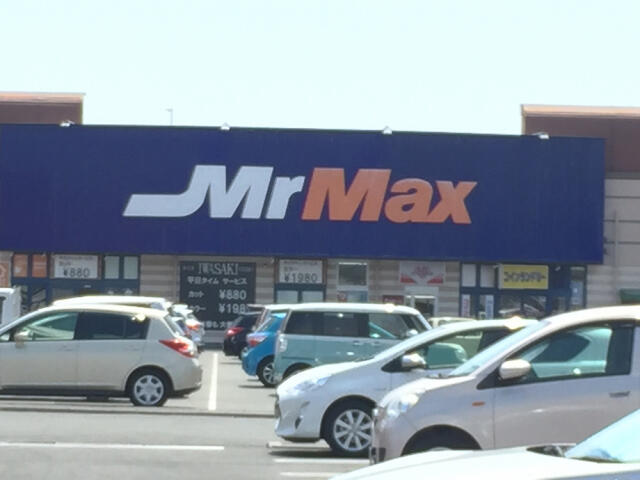 MrMax
¥880
IWASAKI
平日タイム サービス
カット ¥880
¥198
¥1980
コインランドリー